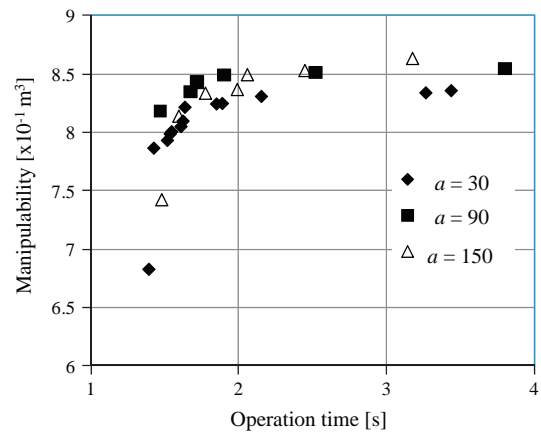 9
8.5
8
7.5
7
6.5
6
Manipulability [x10⁻¹ m³]
a = 30
a = 90
a = 150
1 2 3 4
Operation time [s]